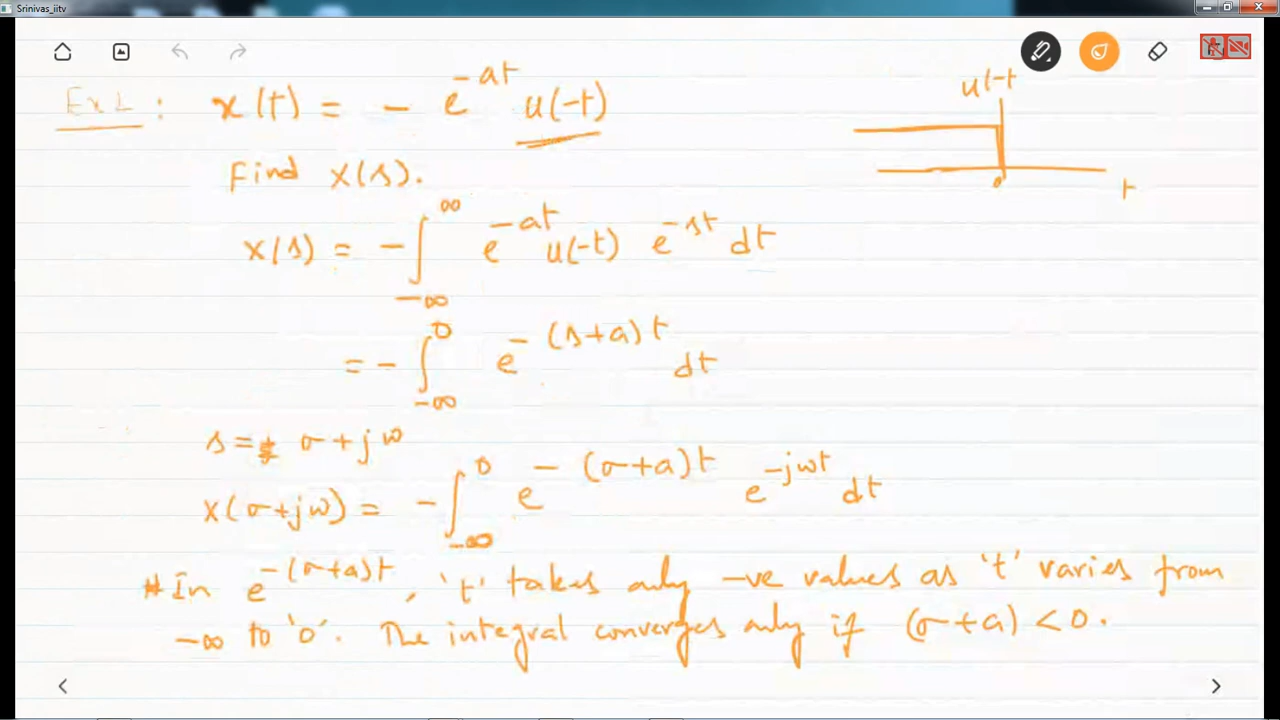 Srinivas_iitv
Ex 2 : x(t) = - e^{-at} u(-t)
u(-t
0
t
Find X(s).
X(s) = - ∫_{-∞}^{∞} e^{-at} u(-t) e^{-st} dt
= - ∫_{-∞}^{0} e^{-(s+a)t} dt
s = σ + jω
X(σ+jω) = - ∫_{-∞}^{0} e^{-(σ+a)t} e^{-jωt} dt
# In e^{-(σ+a)t}, 't' takes only -ve values as 't' varies from
-∞ to '0'. The integral converges only if (σ+a) < 0.